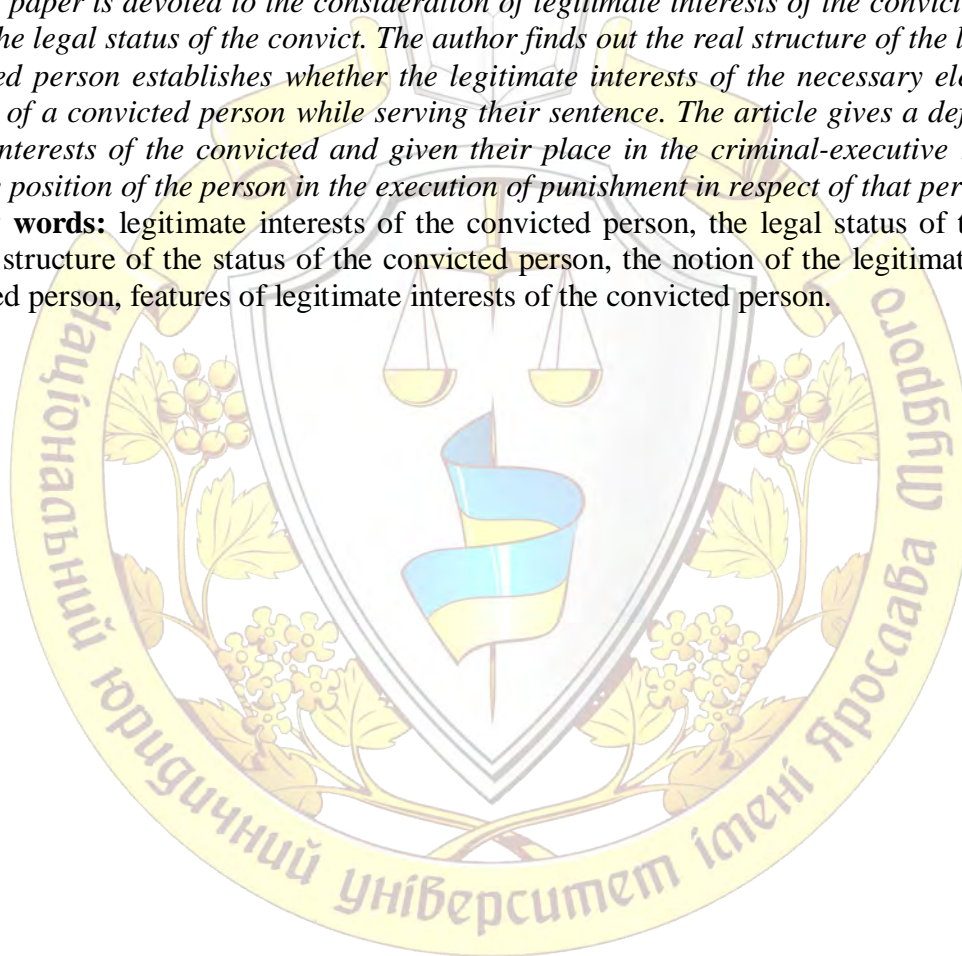 paper is devoted to the consideration of legitimate interests of the convic
he legal status of the convict. The author finds out the real structure of the l
ed person establishes whether the legitimate interests of the necessary ele
of a convicted person while serving their sentence. The article gives a def
nterests of the convicted and given their place in the criminal-executive
position of the person in the execution of punishment in respect of that per
words: legitimate interests of the convicted person, the legal status of t
structure of the status of the convicted person, the notion of the legitimat
ed person, features of legitimate interests of the convicted person.
Національний юридичний університет імені Ярослава Мудрого